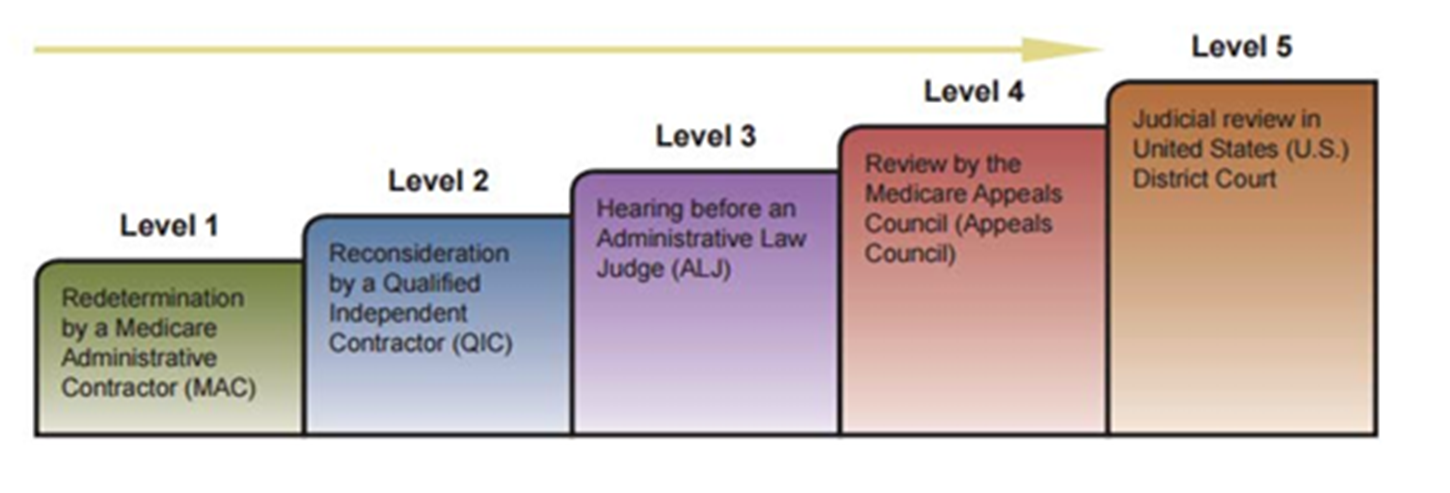 Level 1
Redetermination
by a Medicare
Administrative
Contractor (MAC)
Level 2
Reconsideration
by a Qualified
Independent
Contractor (QIC)
Level 3
Hearing before an
Administrative Law
Judge (ALJ)
Level 4
Review by the
Medicare Appeals
Council (Appeals
Council)
Level 5
Judicial review in
United States (U.S.)
District Court